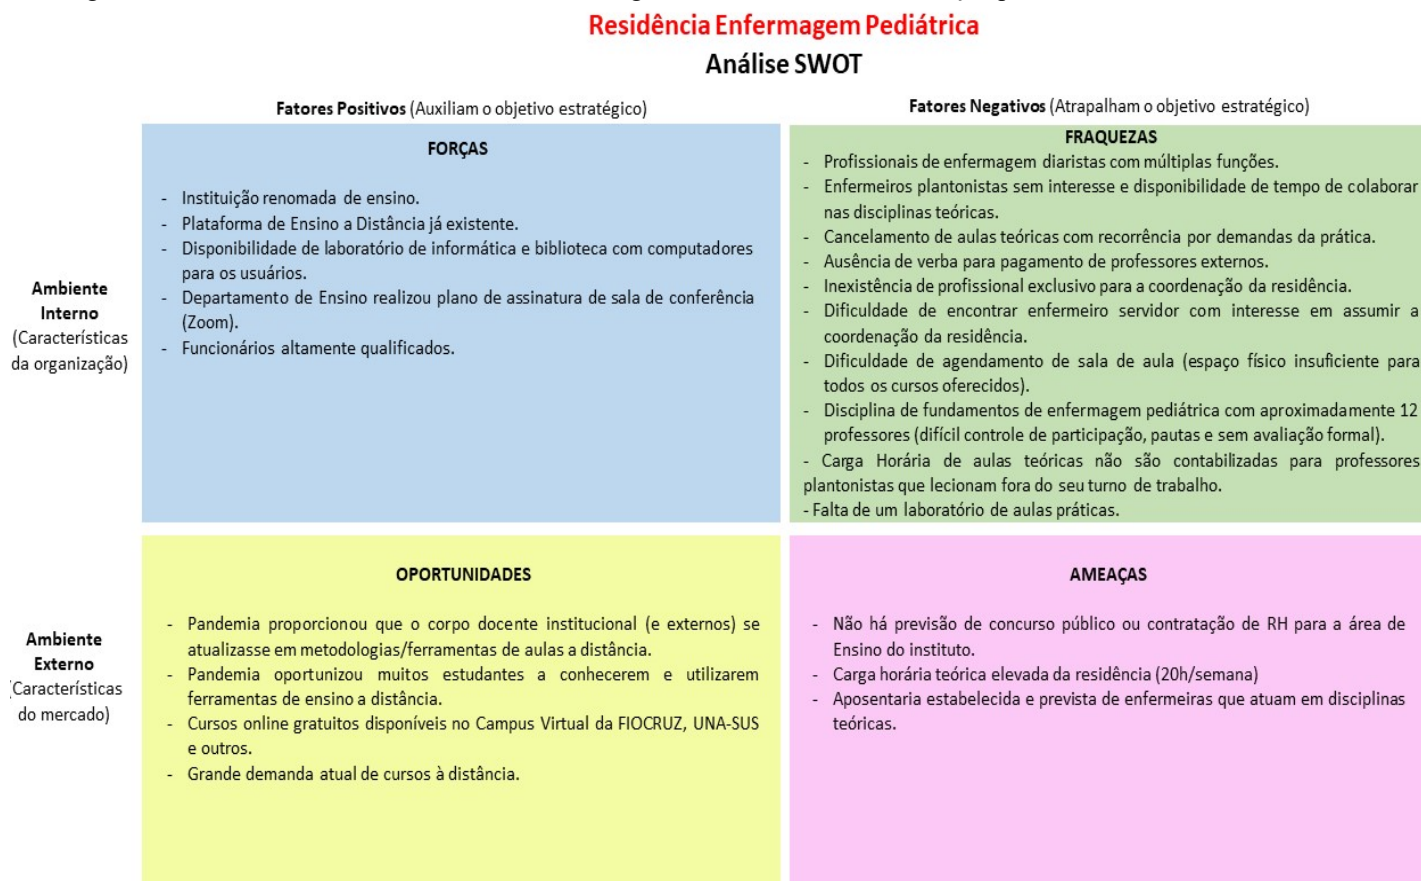 Residência Enfermagem Pediátrica
Análise SWOT
Fatores Positivos (Auxiliam o objetivo estratégico)
Fatores Negativos (Atrapalham o objetivo estratégico)
Ambiente
Interno
(Características
da organização)
FORÇAS
- Instituição renomada de ensino.
- Plataforma de Ensino a Distância já existente.
- Disponibilidade de laboratório de informática e biblioteca com computadores
para os usuários.
- Departamento de Ensino realizou plano de assinatura de sala de conferência
(Zoom).
- Funcionários altamente qualificados.
FRAQUEZAS
- Profissionais de enfermagem diaristas com múltiplas funções.
- Enfermeiros plantonistas sem interesse e disponibilidade de tempo de colaborar
nas disciplinas teóricas.
- Cancelamento de aulas teóricas com recorrência por demandas da prática.
- Ausência de verba para pagamento de professores externos.
- Inexistência de profissional exclusivo para a coordenação da residência.
- Dificuldade de encontrar enfermeiro servidor com interesse em assumir a
coordenação da residência.
- Dificuldade de agendamento de sala de aula (espaço físico insuficiente para
todos os cursos oferecidos).
- Disciplina de fundamentos de enfermagem pediátrica com aproximadamente 12
professores (difícil controle de participação, pautas e sem avaliação formal).
- Carga Horária de aulas teóricas não são contabilizadas para professores
plantonistas que lecionam fora do seu turno de trabalho.
- Falta de um laboratório de aulas práticas.
Ambiente
Externo
(Características
do mercado)
OPORTUNIDADES
- Pandemia proporcionou que o corpo docente institucional (e externos) se
atualizasse em metodologias/ferramentas de aulas a distância.
- Pandemia oportunizou muitos estudantes a conhecerem e utilizarem
ferramentas de ensino a distância.
- Cursos online gratuitos disponíveis no Campus Virtual da FIOCRUZ, UNA-SUS
e outros.
- Grande demanda atual de cursos à distância.
AMEAÇAS
- Não há previsão de concurso público ou contratação de RH para a área de
Ensino do instituto.
- Carga horária teórica elevada da residência (20h/semana)
- Aposentaria estabelecida e prevista de enfermeiras que atuam em disciplinas
teóricas.